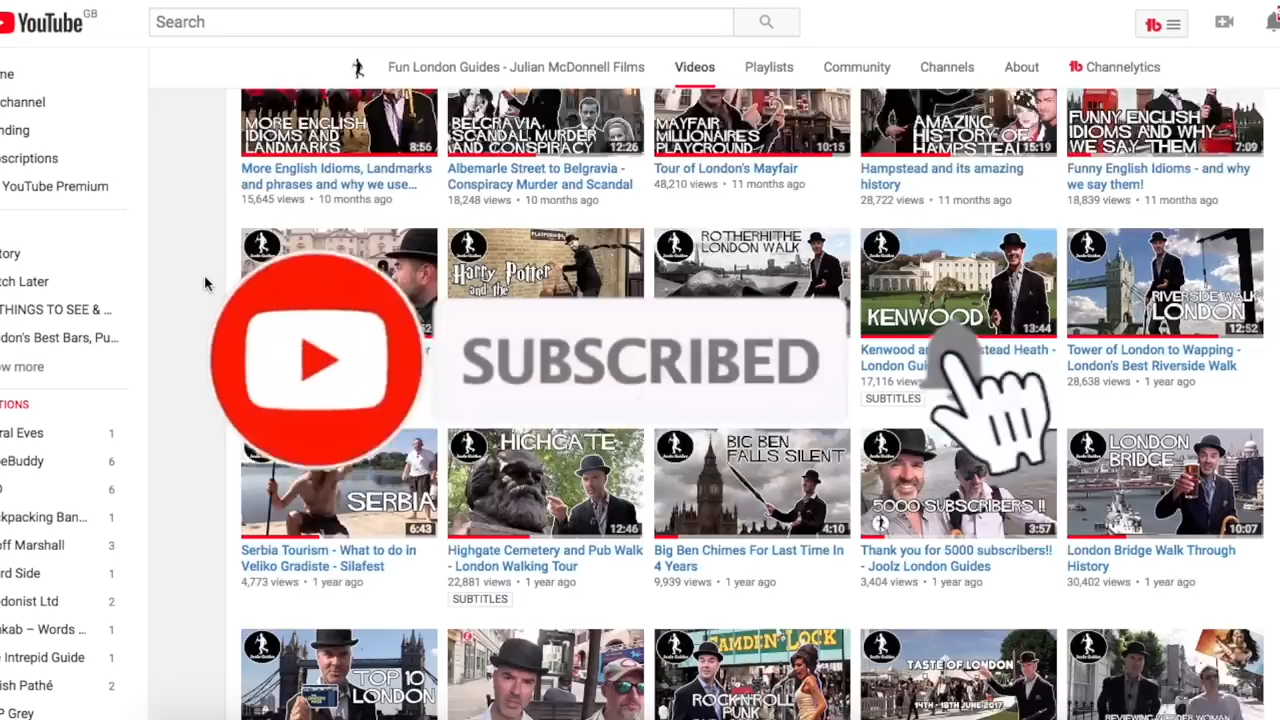 YouTube GB
Search
Fun London Guides - Julian McDonnell Films
Videos
Playlists
Community
Channels
About
Channelytics
me
channel
nding
scriptions
YouTube Premium
tory
tch Later
THINGS TO SEE & ...
don's Best Bars, Pu...
ow more
TIONS
ral Eves 1
eBuddy 6
6
ckpacking Ban... 1
off Marshall 3
rd Side 1
donist Ltd 2
kab – Words ... 1
e Intrepid Guide 1
ish Pathé 2
P Grey 1
MORE ENGLISH
IDIOMS AND
LANDMARKS
8:56
More English Idioms, Landmarks
and phrases and why we use...
15,645 views • 10 months ago
BELGRAVIA
SCANDAL, MURDER
AND CONSPIRACY
12:26
Albemarle Street to Belgravia -
Conspiracy Murder and Scandal
18,248 views • 10 months ago
MAYFAIR
MILLIONAIRE'S
PLAYGROUND
10:15
Tour of London's Mayfair
48,210 views • 11 months ago
AMAZING
HISTORY OF
HAMPSTEAD
15:19
Hampstead and its amazing
history
28,722 views • 11 months ago
FUNNY ENGLISH
IDIOMS AND WHY
WE SAY THEM
7:09
Funny English Idioms - and why
we say them!
18,839 views • 11 months ago
Harry Potter
and the
ROTHERHITHE
LONDON WALK
KENWOOD
13:44
Kenwood a stead Heath -
London Gui
17,116 views
SUBTITLES
RIVERSIDE WALK
LONDON
12:52
Tower of London to Wapping -
London's Best Riverside Walk
28,638 views • 1 year ago
SUBSCRIBED
SERBIA
6:43
Serbia Tourism - What to do in
Veliko Gradiste - Silafest
4,773 views • 1 year ago
HIGHGATE
12:46
Highgate Cemetery and Pub Walk
- London Walking Tour
22,881 views • 1 year ago
SUBTITLES
BIG BEN
FALLS SILENT
4:10
Big Ben Chimes For Last Time In
4 Years
9,939 views • 1 year ago
5000 SUBSCRIBERS !!
3:57
Thank you for 5000 subscribers!!
- Joolz London Guides
3,404 views • 1 year ago
LONDON
BRIDGE
10:07
London Bridge Walk Through
History
30,402 views • 1 year ago
TOP 10
LONDON
CAMDEN LOCK
ROCK'N'ROLL
PUNK
TASTE OF LONDON
14TH - 18TH JUNE 2017
REVIEWING WONDER WOMAN